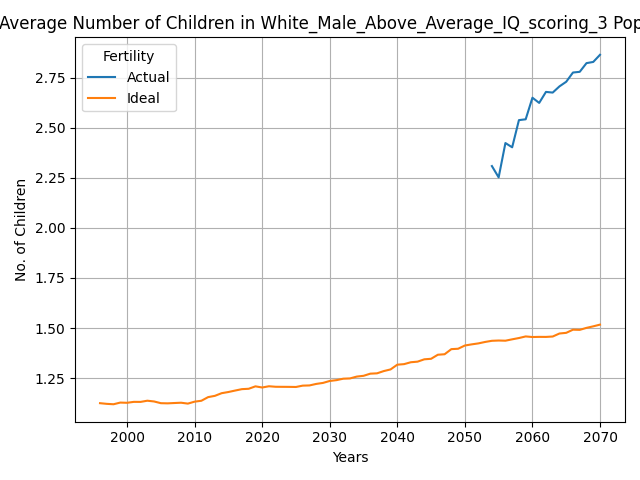 Average Number of Children in White_Male_Above_Average_IQ_scoring_3 Pop
Fertility
Actual
Ideal
2.75
2.50
2.25
2.00
1.75
1.50
1.25
No. of Children
2000 2010 2020 2030 2040 2050 2060 2070
Years